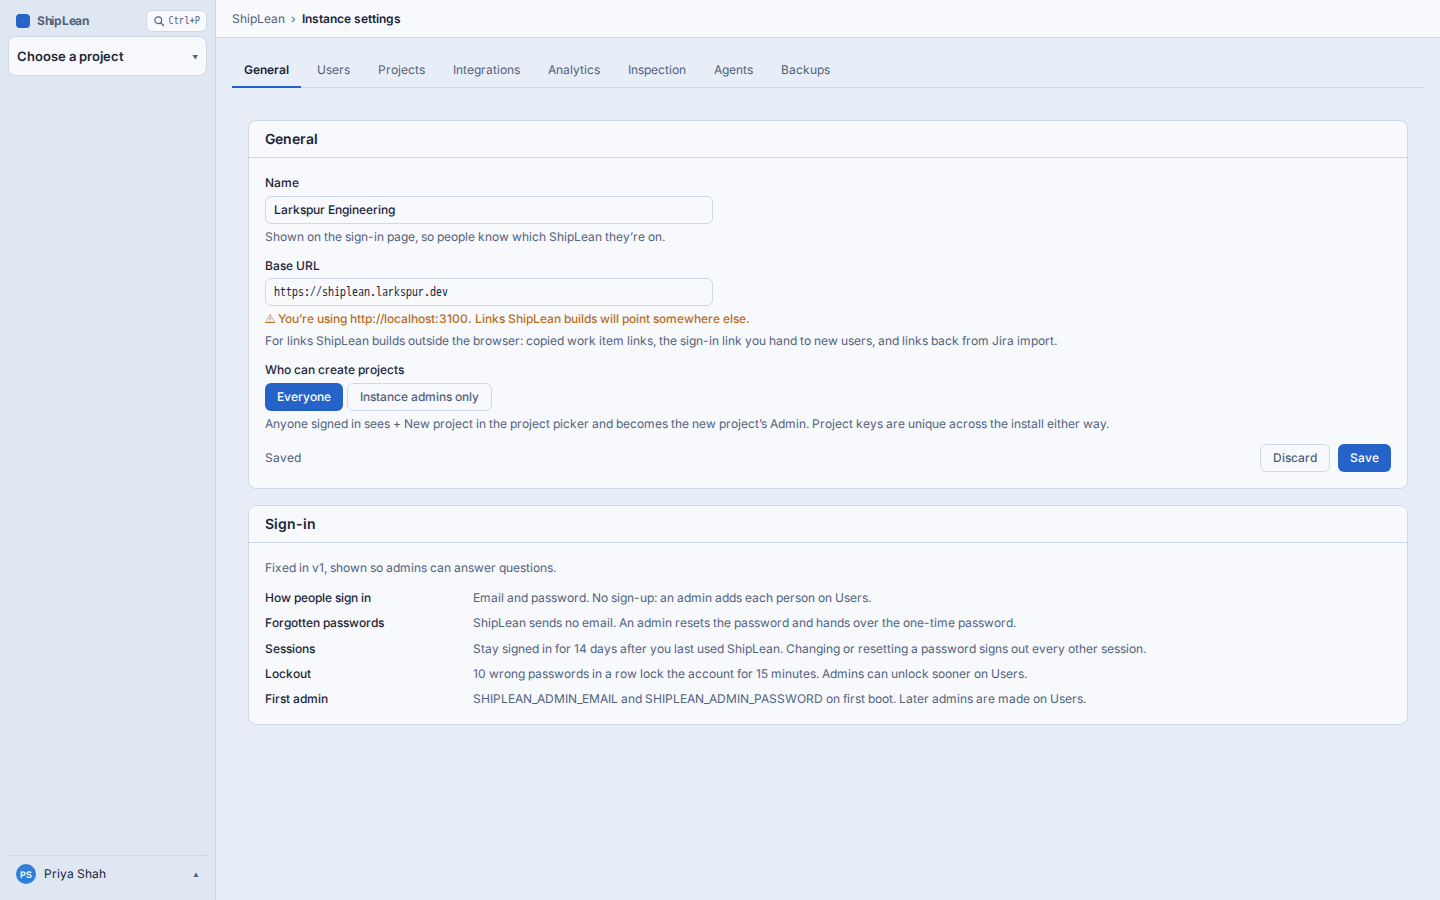 ShipLean
Ctrl+P
Choose a project
ShipLean › Instance settings
General
Users
Projects
Integrations
Analytics
Inspection
Agents
Backups
General
Name
Larkspur Engineering
Shown on the sign-in page, so people know which ShipLean they’re on.
Base URL
https://shiplean.larkspur.dev
⚠ You’re using http://localhost:3100. Links ShipLean builds will point somewhere else.
For links ShipLean builds outside the browser: copied work item links, the sign-in link you hand to new users, and links back from Jira import.
Who can create projects
Everyone
Instance admins only
Anyone signed in sees + New project in the project picker and becomes the new project’s Admin. Project keys are unique across the install either way.
Saved
Discard
Save
Sign-in
Fixed in v1, shown so admins can answer questions.
How people sign in
Email and password. No sign-up: an admin adds each person on Users.
Forgotten passwords
ShipLean sends no email. An admin resets the password and hands over the one-time password.
Sessions
Stay signed in for 14 days after you last used ShipLean. Changing or resetting a password signs out every other session.
Lockout
10 wrong passwords in a row lock the account for 15 minutes. Admins can unlock sooner on Users.
First admin
SHIPLEAN_ADMIN_EMAIL and SHIPLEAN_ADMIN_PASSWORD on first boot. Later admins are made on Users.
PS
Priya Shah